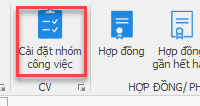 Cài đặt nhóm
công việc
Hợp đồng
Hợp đồng
gần hết hạ
CV
HỢP ĐỒNG/ PH